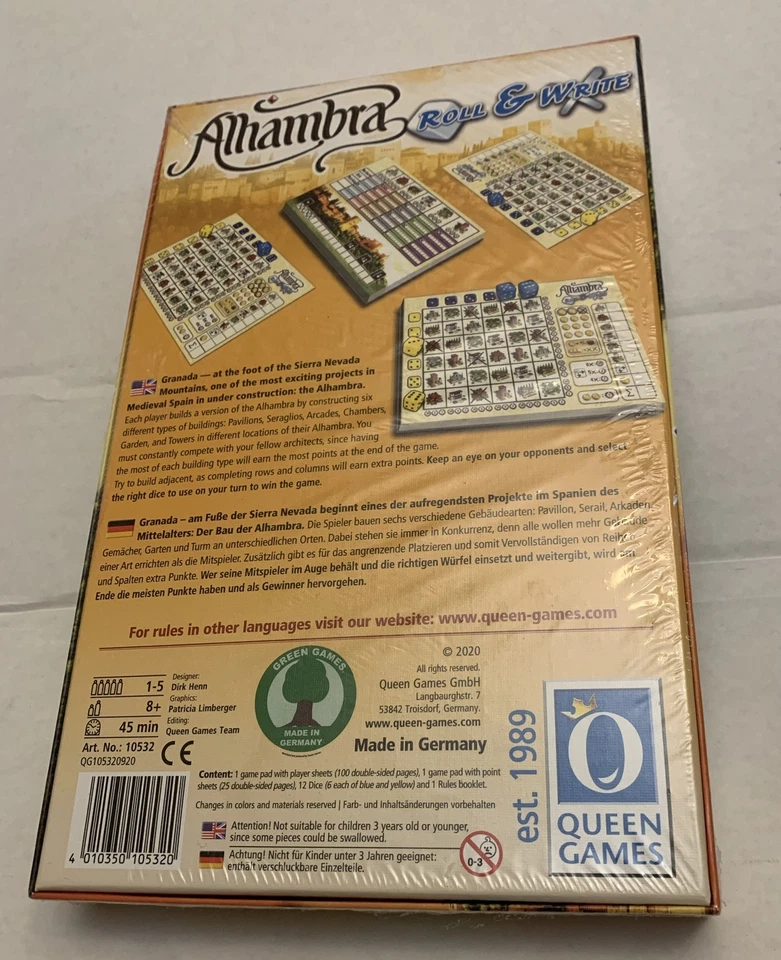 Alhambra ROLL & WRITE
Alhambra
Granada — at the foot of the Sierra Nevada
Mountains, one of the most exciting projects in
Medieval Spain in under construction: the Alhambra.
Each player builds a version of the Alhambra by constructing six
different types of buildings: Pavilions, Seraglios, Arcades, Chambers,
Garden, and Towers in different locations of their Alhambra. You
must constantly compete with your fellow architects, since having
the most of each building type will earn the most points at the end of the game.
Try to build adjacent, as completing rows and columns will earn extra points. Keep an eye on your opponents and select
the right dice to use on your turn to win the game.
Granada – am Fuße der Sierra Nevada beginnt eines der aufregendsten Projekte im Spanien des
Mittelalters: Der Bau der Alhambra. Die Spieler bauen sechs verschiedene Gebäudearten: Pavillon, Serail, Arkaden,
Gemächer, Garten und Turm an unterschiedlichen Orten. Dabei stehen sie immer in Konkurrenz, denn alle wollen mehr Gebäude
einer Art errichten als die Mitspieler. Zusätzlich gibt es für das angrenzende Platzieren und somit Vervollständigen von Reihen
und Spalten extra Punkte. Wer seine Mitspieler im Auge behält und die richtigen Würfel einsetzt und weitergibt, wird am
Ende die meisten Punkte haben und als Gewinner hervorgehen.
For rules in other languages visit our website: www.queen-games.com
1-5
8+
45 min
Designer:
Dirk Henn
Graphics:
Patricia Limberger
Editing:
Queen Games Team
Art. No.: 10532
QG105320920
CE
GREEN GAMES
MADE IN
GERMANY
© 2020
All rights reserved.
Queen Games GmbH
Langbaurghstr. 7
53842 Troisdorf, Germany.
www.queen-games.com
Made in Germany
Content: 1 game pad with player sheets (100 double-sided pages), 1 game pad with point
sheets (25 double-sided pages), 12 Dice (6 each of blue and yellow) and 1 Rules booklet.
Changes in colors and materials reserved | Farb- und Inhaltsänderungen vorbehalten
Attention! Not suitable for children 3 years old or younger,
since some pieces could be swallowed.
Achtung! Nicht für Kinder unter 3 Jahren geeignet:
enthält verschluckbare Einzelteile.
0-3
4 010350 105320
est. 1989
Q
QUEEN
GAMES